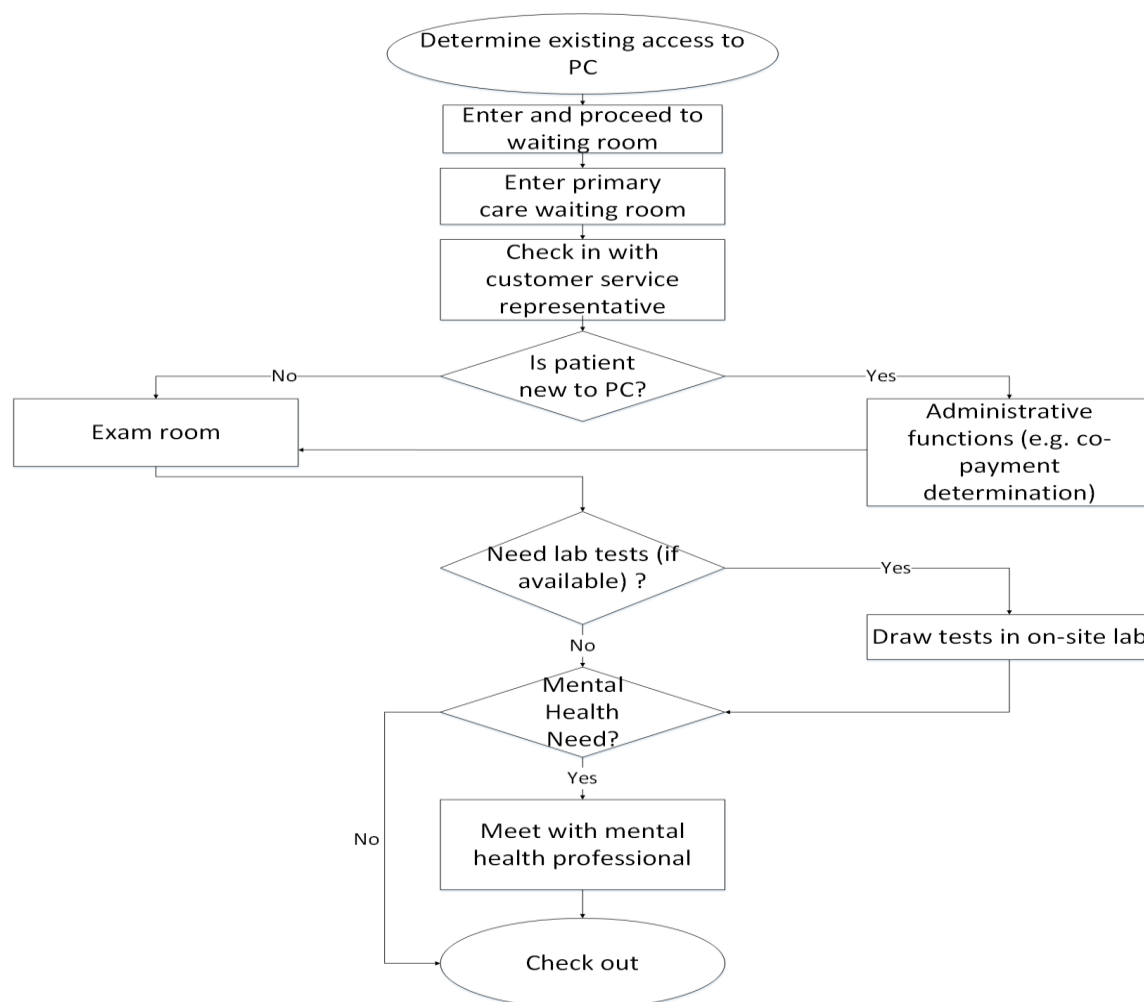 Determine existing access to
PC
Enter and proceed to
waiting room
Enter primary
care waiting room
Check in with
customer service
representative
Is patient
new to PC?
No
Yes
Exam room
Administrative
functions (e.g. co-
payment
determination)
Need lab tests (if
available) ?
Yes
No
Draw tests in on-site lab
Mental
Health
Need?
Yes
No
Meet with mental
health professional
Check out